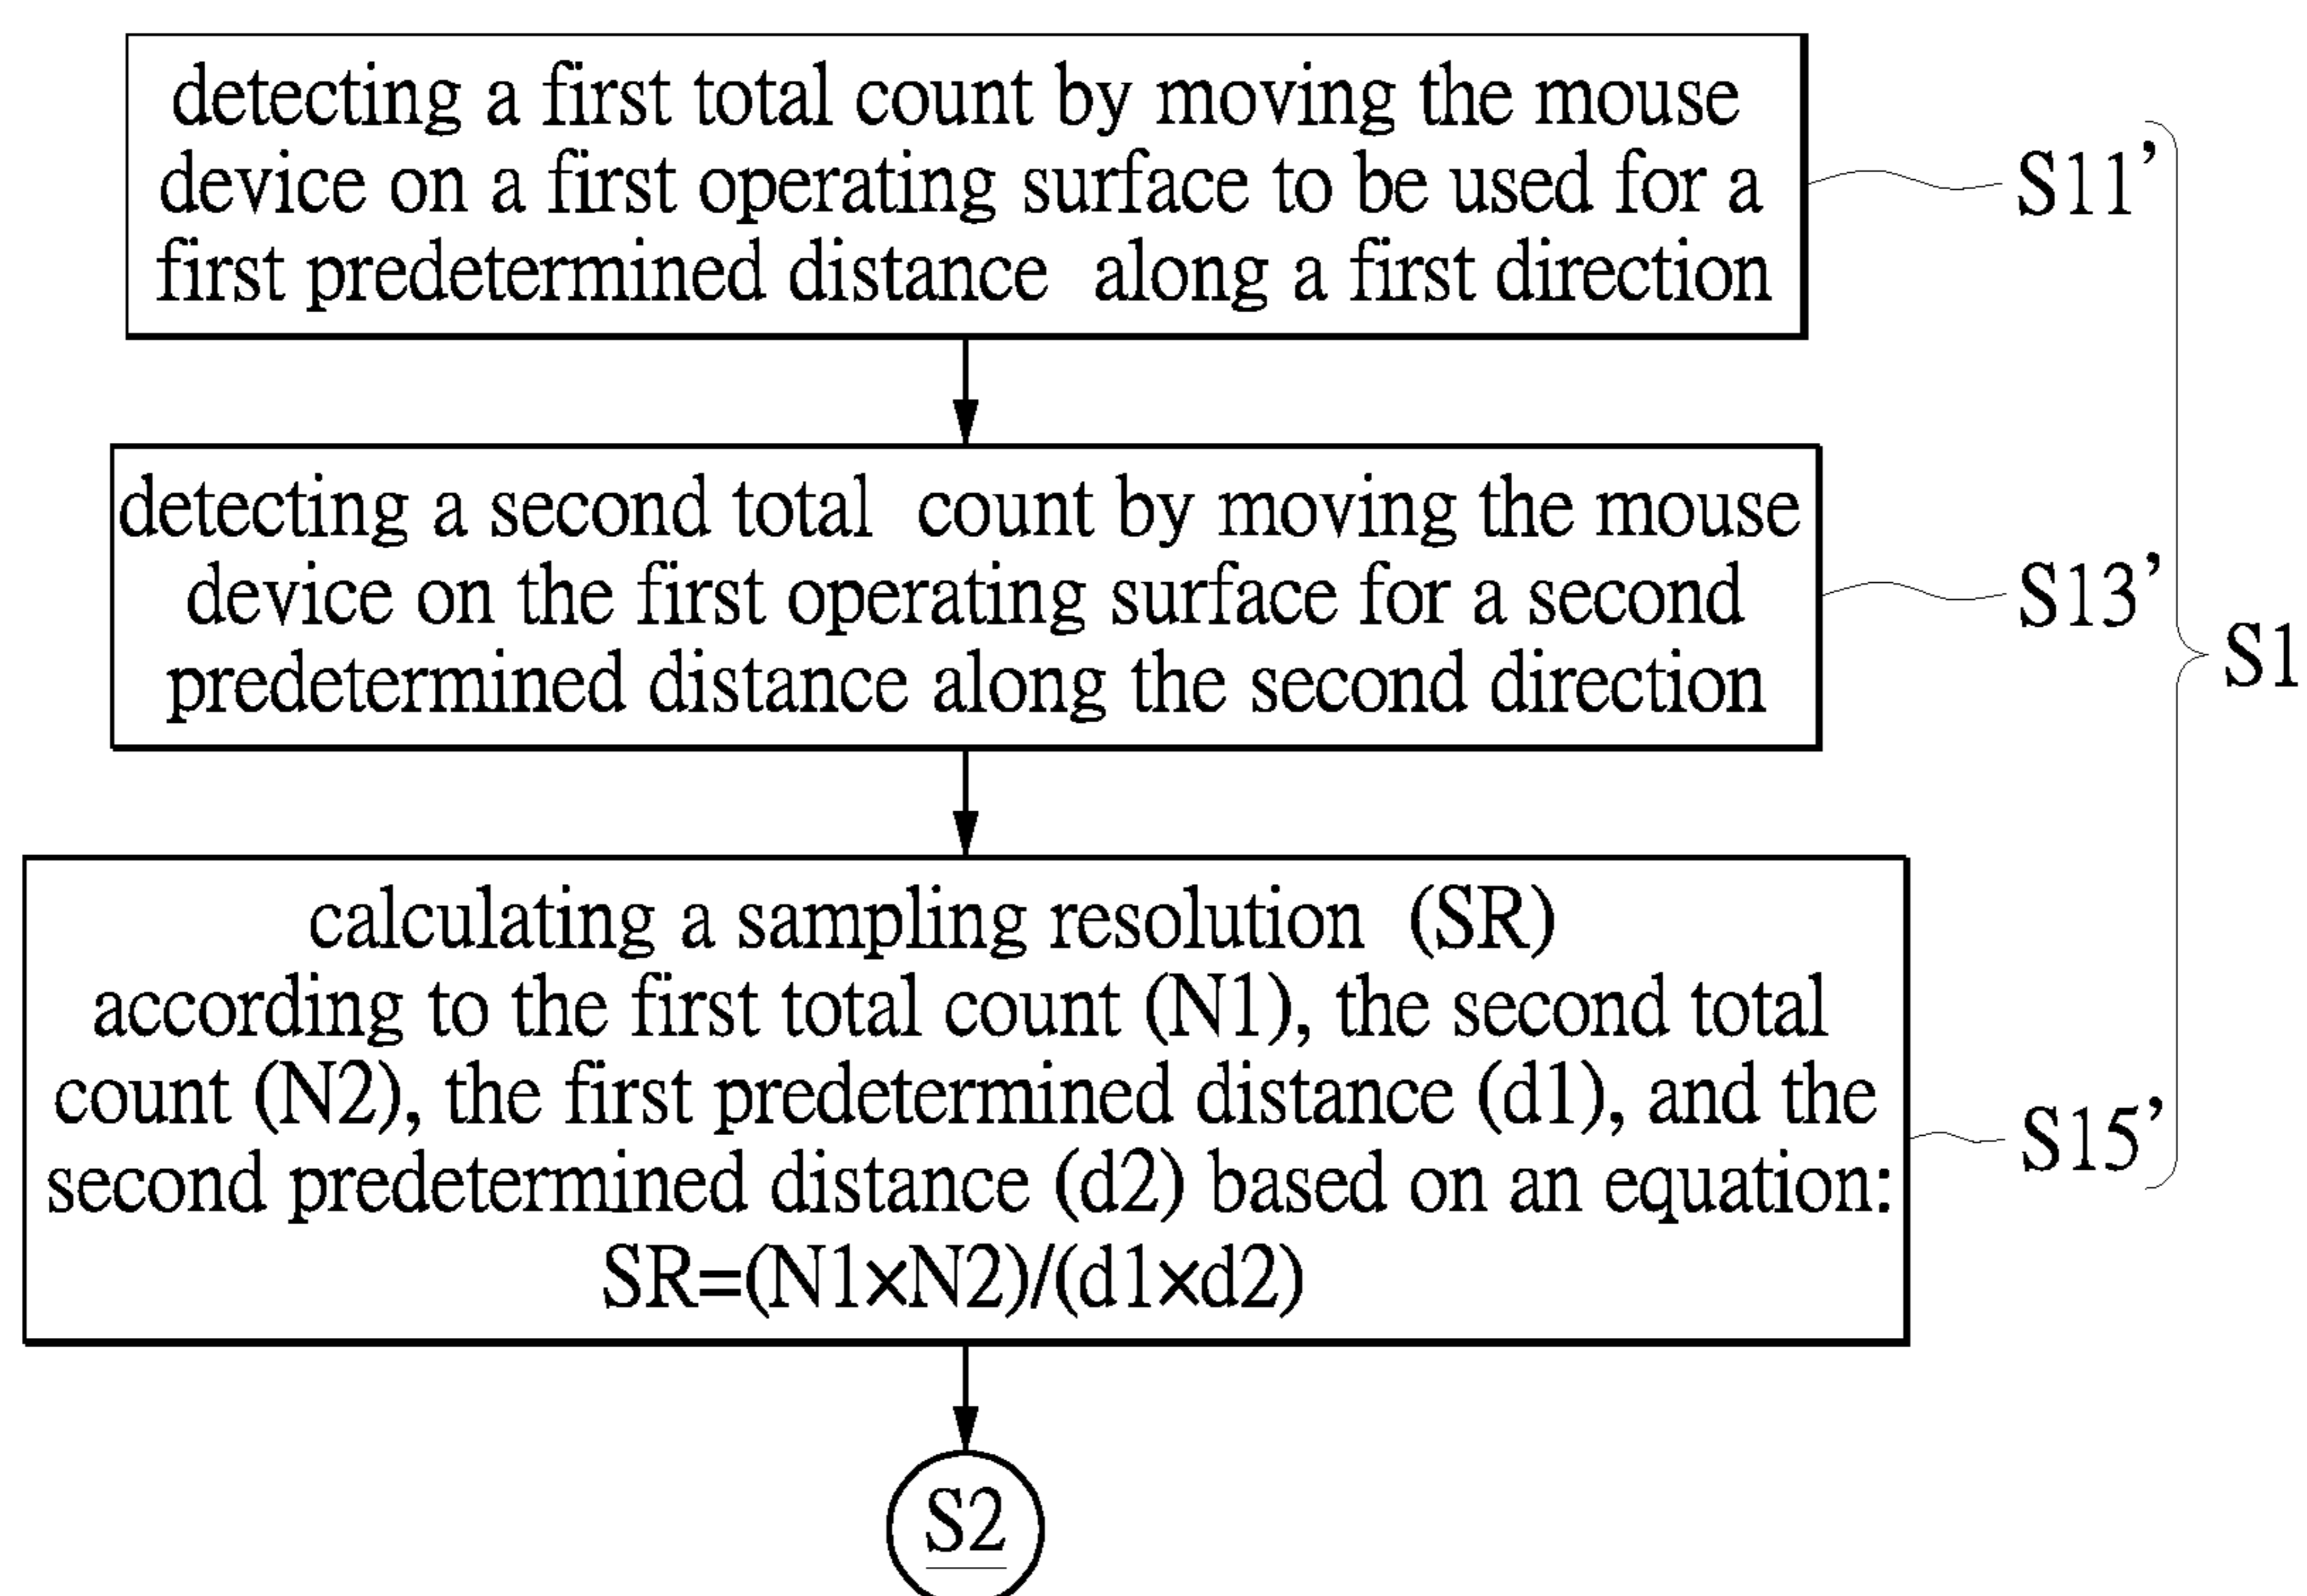 detecting a first total count by moving the mouse
device on a first operating surface to be used for a
first predetermined distance along a first direction
S11’
detecting a second total count by moving the mouse
device on the first operating surface for a second
predetermined distance along the second direction
S13’
S1
calculating a sampling resolution (SR)
according to the first total count (N1), the second total
count (N2), the first predetermined distance (d1), and the
second predetermined distance (d2) based on an equation:
SR=(N1×N2)/(d1×d2)
S15’
S2